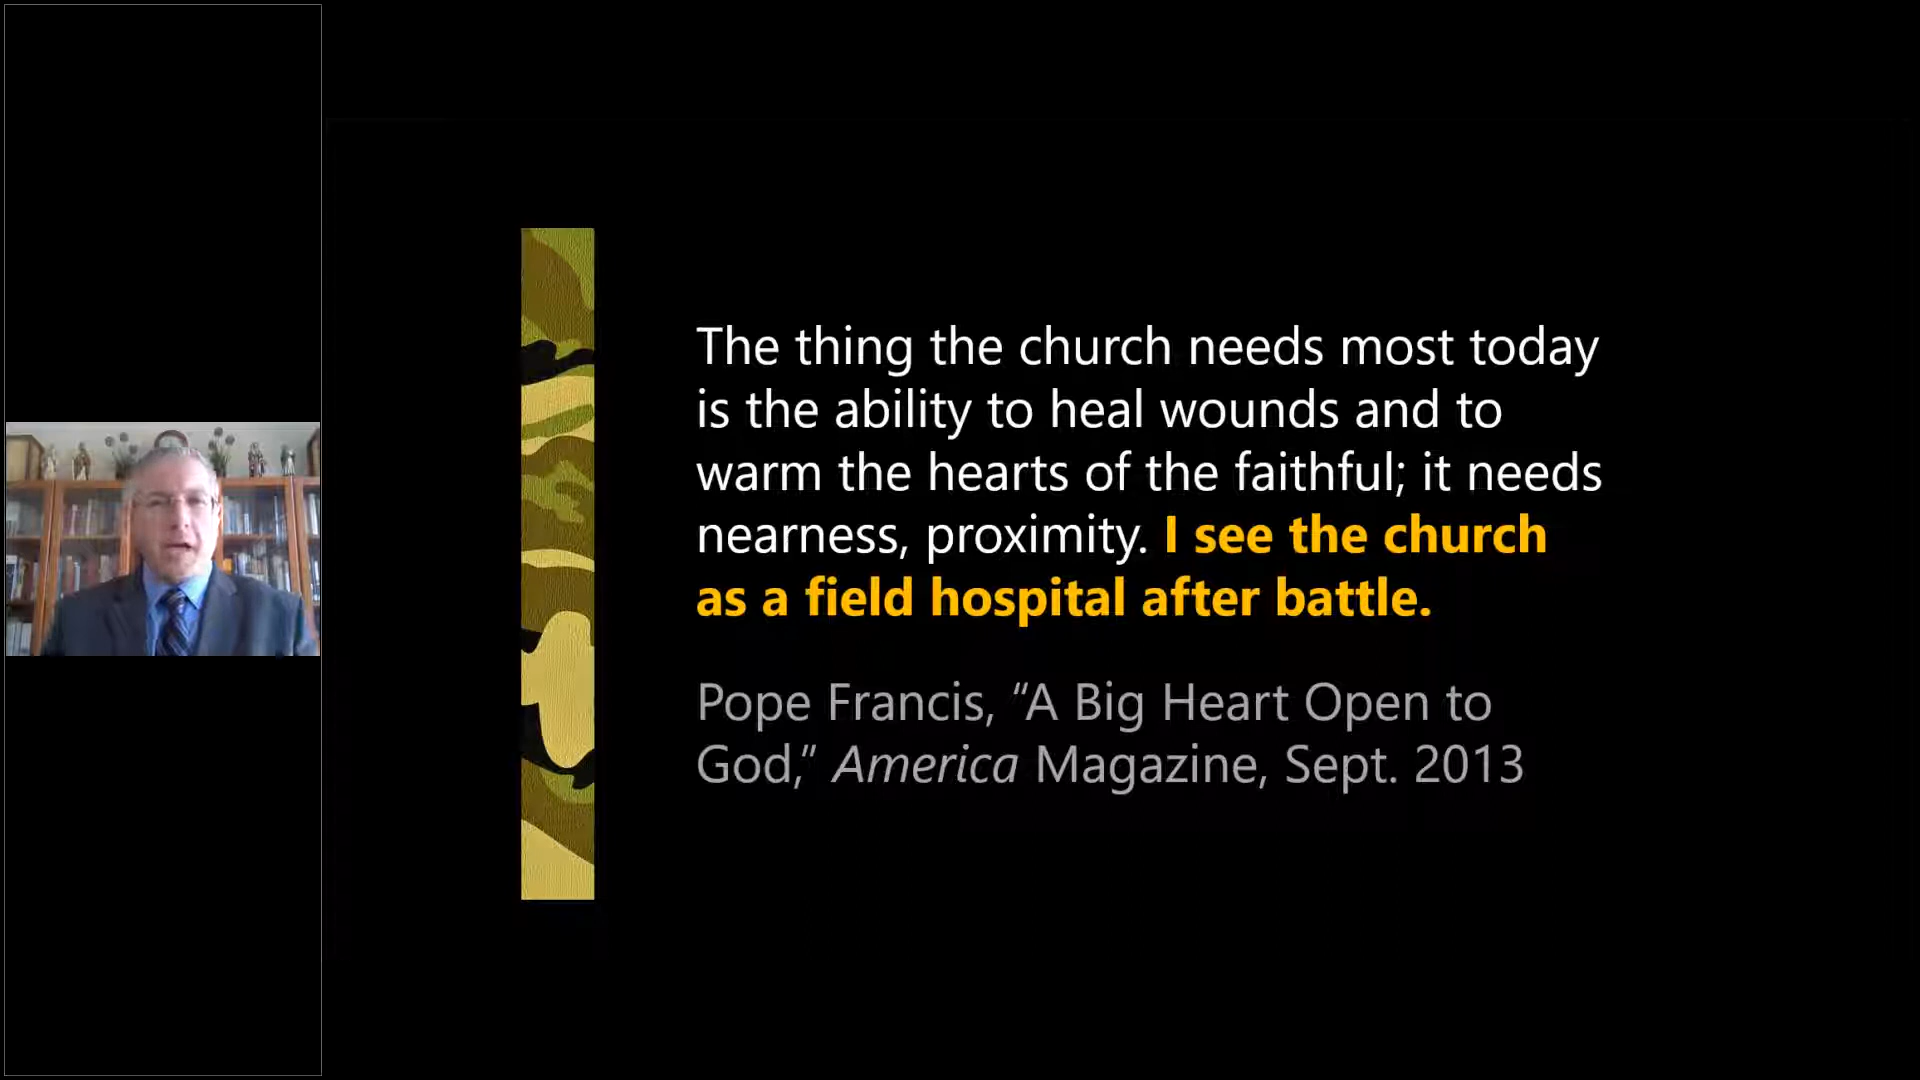 The thing the church needs most today
is the ability to heal wounds and to
warm the hearts of the faithful; it needs
nearness, proximity. I see the church
as a field hospital after battle.
Pope Francis, “A Big Heart Open to
God,” America Magazine, Sept. 2013